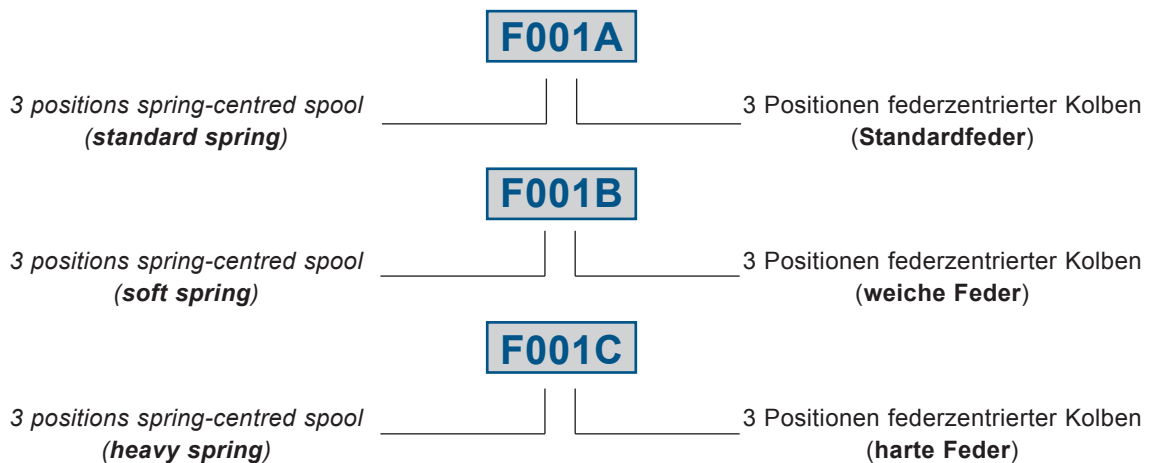 F001A
3 positions spring-centred spool
(standard spring)
3 Positionen federzentrierter Kolben
(Standardfeder)
F001B
3 positions spring-centred spool
(soft spring)
3 Positionen federzentrierter Kolben
(weiche Feder)
F001C
3 positions spring-centred spool
(heavy spring)
3 Positionen federzentrierter Kolben
(harte Feder)